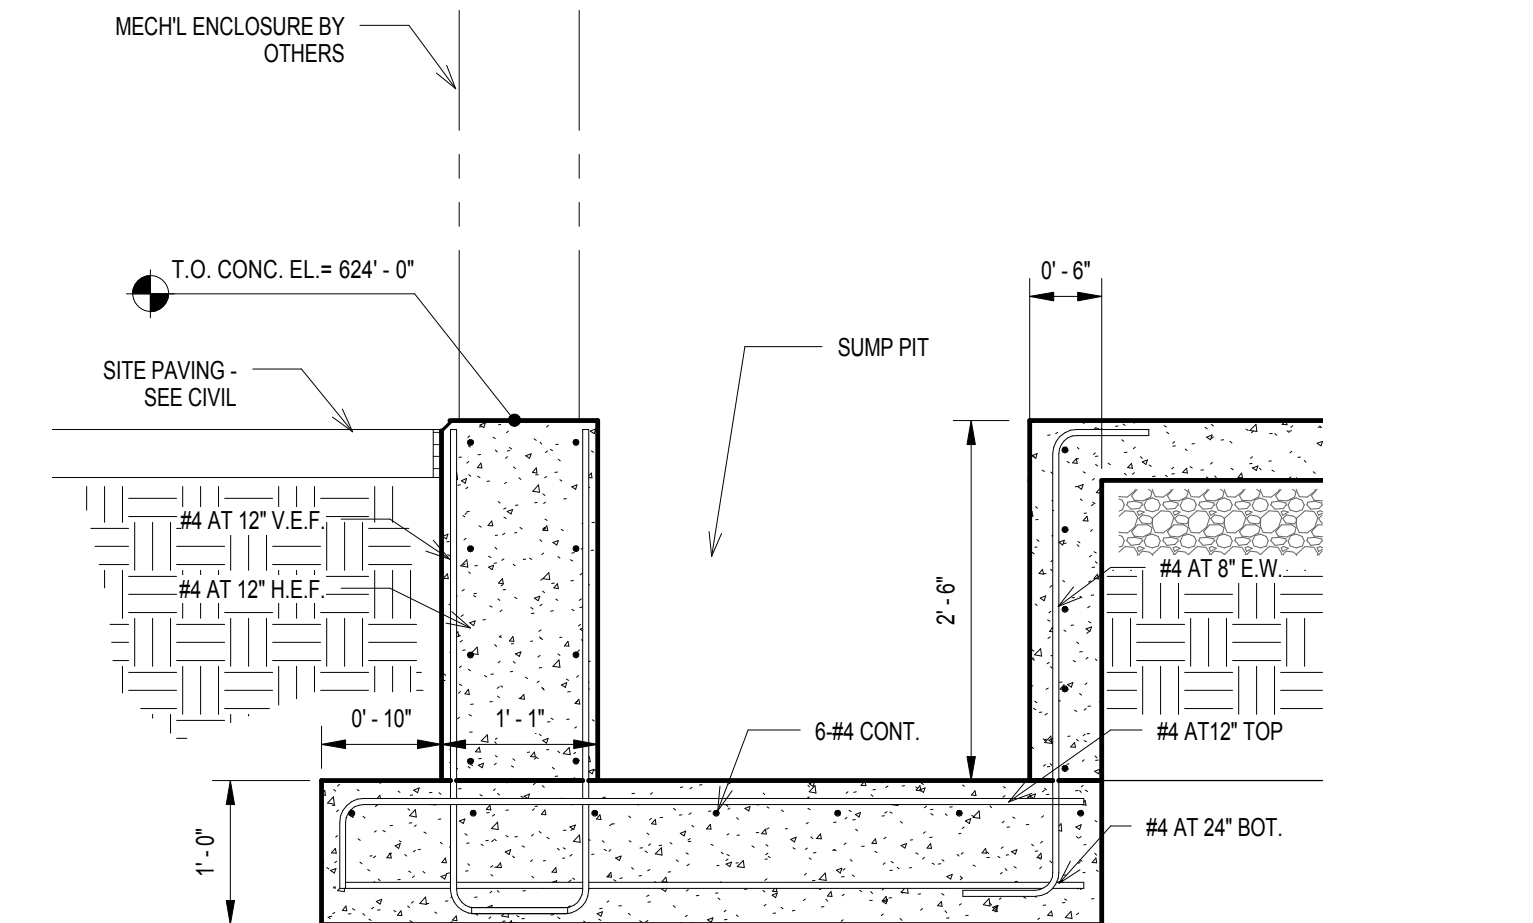 MECH'L ENCLOSURE BY
OTHERS
T.O. CONC. EL.= 624' - 0"
0' - 6"
SUMP PIT
SITE PAVING -
SEE CIVIL
#4 AT 12" V.E.F.
#4 AT 8" E.W.
#4 AT 12" H.E.F.
2' - 6"
0' - 10"
1' - 1"
6-#4 CONT.
#4 AT12" TOP
1' - 0"
#4 AT 24" BOT.